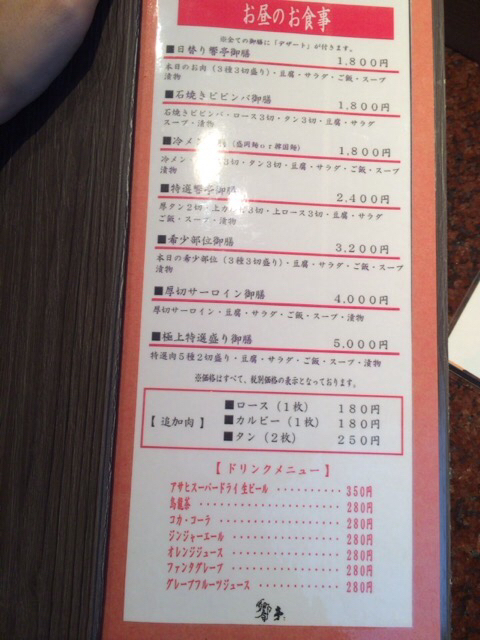 お昼のお食事
※全ての御膳に「デザート」が付きます。
■日替り響亭御膳 1,800円
本日のお肉(3種3切盛り)・豆腐・サラダ・ご飯・スープ
漬物
■石焼きビビンバ御膳 1,800円
石焼きビビンバ・ロース3切・タン3切・豆腐・サラダ
スープ・漬物
■冷メン (盛岡麺or韓国麺) 1,800円
冷メン 3切・タン3切・豆腐・サラダ・ご飯・スープ
漬物
■特選響亭御膳 2,400円
厚タン2切・上カルビ3切・上ロース3切・豆腐・サラダ
ご飯・スープ・漬物
■希少部位御膳 3,200円
本日の希少部位(3種3切盛り)・豆腐・サラダ・ご飯・スープ
漬物
■厚切サーロイン御膳 4,000円
厚切サーロイン・豆腐・サラダ・ご飯・スープ・漬物
■極上特選盛り御膳 5,000円
特選肉5種2切盛り・豆腐・サラダ・ご飯・スープ・漬物
※価格はすべて、税別価格の表示となっております。
【追加肉】
■ロース(1枚) 180円
■カルビー(1枚) 180円
■タン(2枚) 250円
【ドリンクメニュー】
アサヒスーパードライ生ビール ・・・・・・・・・・ 350円
烏龍茶 ・・・・・・・・・・・・・・・・・・ 280円
コカ・コーラ ・・・・・・・・・・・・・・・ 280円
ジンジャーエール ・・・・・・・・・・・・・ 280円
オレンジジュース ・・・・・・・・・・・・・ 280円
ファンタグレープ ・・・・・・・・・・・・・ 280円
グレープフルーツジュース ・・・・・・・・・・ 280円
響亭